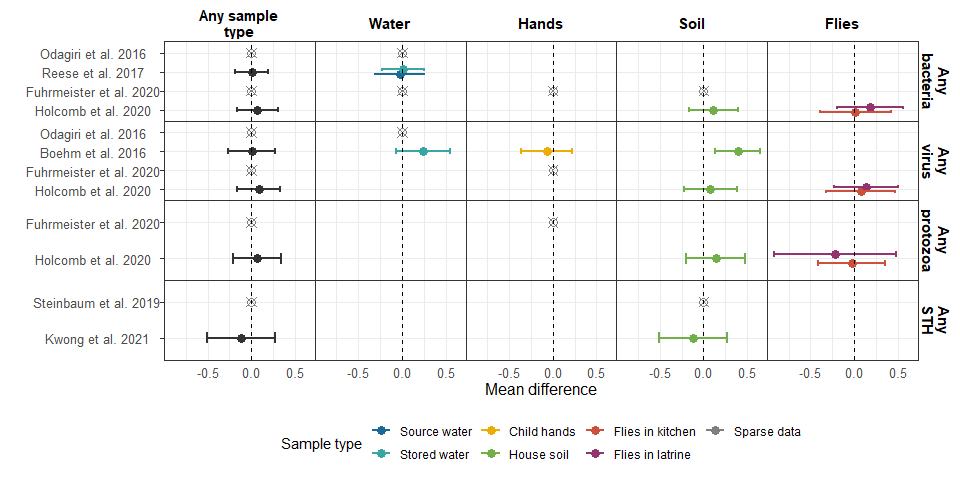 Any sample
type
Water
Hands
Soil
Flies
Odagiri et al. 2016
Reese et al. 2017
Fuhrmeister et al. 2020
Holcomb et al. 2020
Any
bacteria
Odagiri et al. 2016
Boehm et al. 2016
Fuhrmeister et al. 2020
Holcomb et al. 2020
Any
virus
Fuhrmeister et al. 2020
Holcomb et al. 2020
Any
protozoa
Steinbaum et al. 2019
Kwong et al. 2021
Any
STH
-0.5 0.0 0.5 -0.5 0.0 0.5 -0.5 0.0 0.5 -0.5 0.0 0.5 -0.5 0.0 0.5
Mean difference
Sample type
Source water Child hands Flies in kitchen Sparse data
Stored water House soil Flies in latrine